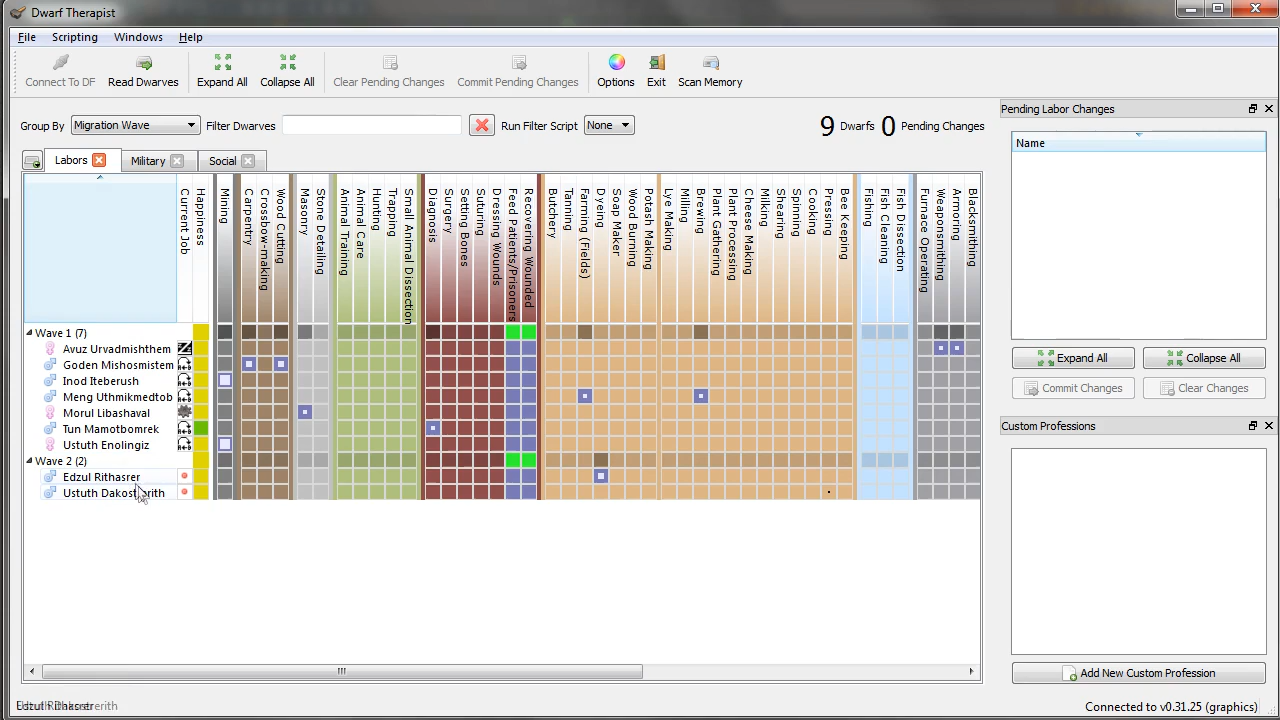 Dwarf Therapist
File Scripting Windows Help
Connect To DF Read Dwarves Expand All Collapse All Clear Pending Changes Commit Pending Changes Options Exit Scan Memory
Group By Migration Wave Filter Dwarves Run Filter Script None 9 Dwarfs 0 Pending Changes
Labors Military Social
Current Job
Happiness
Mining
Carpentry
Crossbow-making
Wood Cutting
Masonry
Stone Detailing
Animal Training
Animal Care
Hunting
Trapping
Small Animal Dissection
Diagnosis
Surgery
Setting Bones
Suturing
Dressing Wounds
Feed Patients/Prisoners
Recovering Wounded
Butchery
Tanning
Farming (Fields)
Dyeing
Soap Maker
Wood Burning
Potash Making
Lye Making
Milling
Brewing
Plant Gathering
Plant Processing
Cheese Making
Milking
Shearing
Spinning
Cooking
Pressing
Bee Keeping
Fishing
Fish Cleaning
Fish Dissection
Furnace Operating
Weaponsmithing
Armoring
Blacksmithing
Wave 1 (7)
Avuz Urvadmishthem
Goden Mishosmistem
Inod Iteberush
Meng Uthmikmedtob
Morul Libashaval
Tun Mamotbomrek
Ustuth Enolingiz
Wave 2 (2)
Edzul Rithasrer
Ustuth Dakosterith
Pending Labor Changes
Name
Expand All Collapse All
Commit Changes Clear Changes
Custom Professions
Add New Custom Profession
Connected to v0.31.25 (graphics)